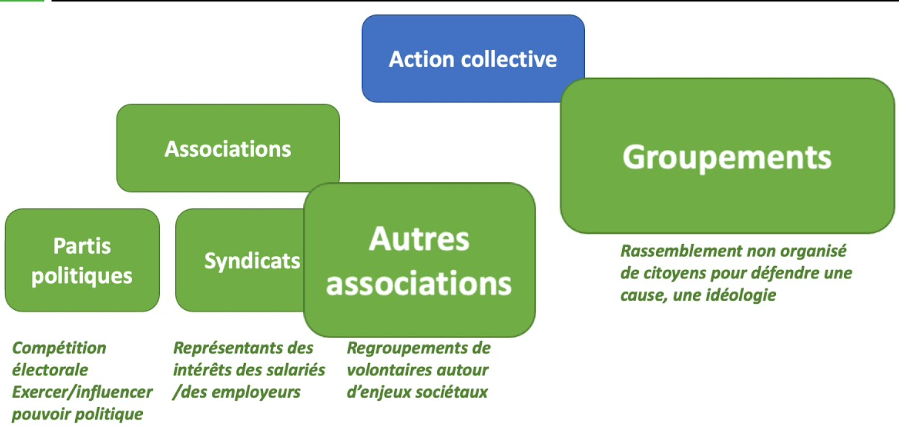 Action collective
Associations
Groupements
Partis
politiques
Syndicats
Autres
associations
Rassemblement non organisé
de citoyens pour défendre une
cause, une idéologie
Compétition
électorale
Exercer/influencer
pouvoir politique
Représentants des
intérêts des salariés
/des employeurs
Regroupements de
volontaires autour
d’enjeux sociétaux